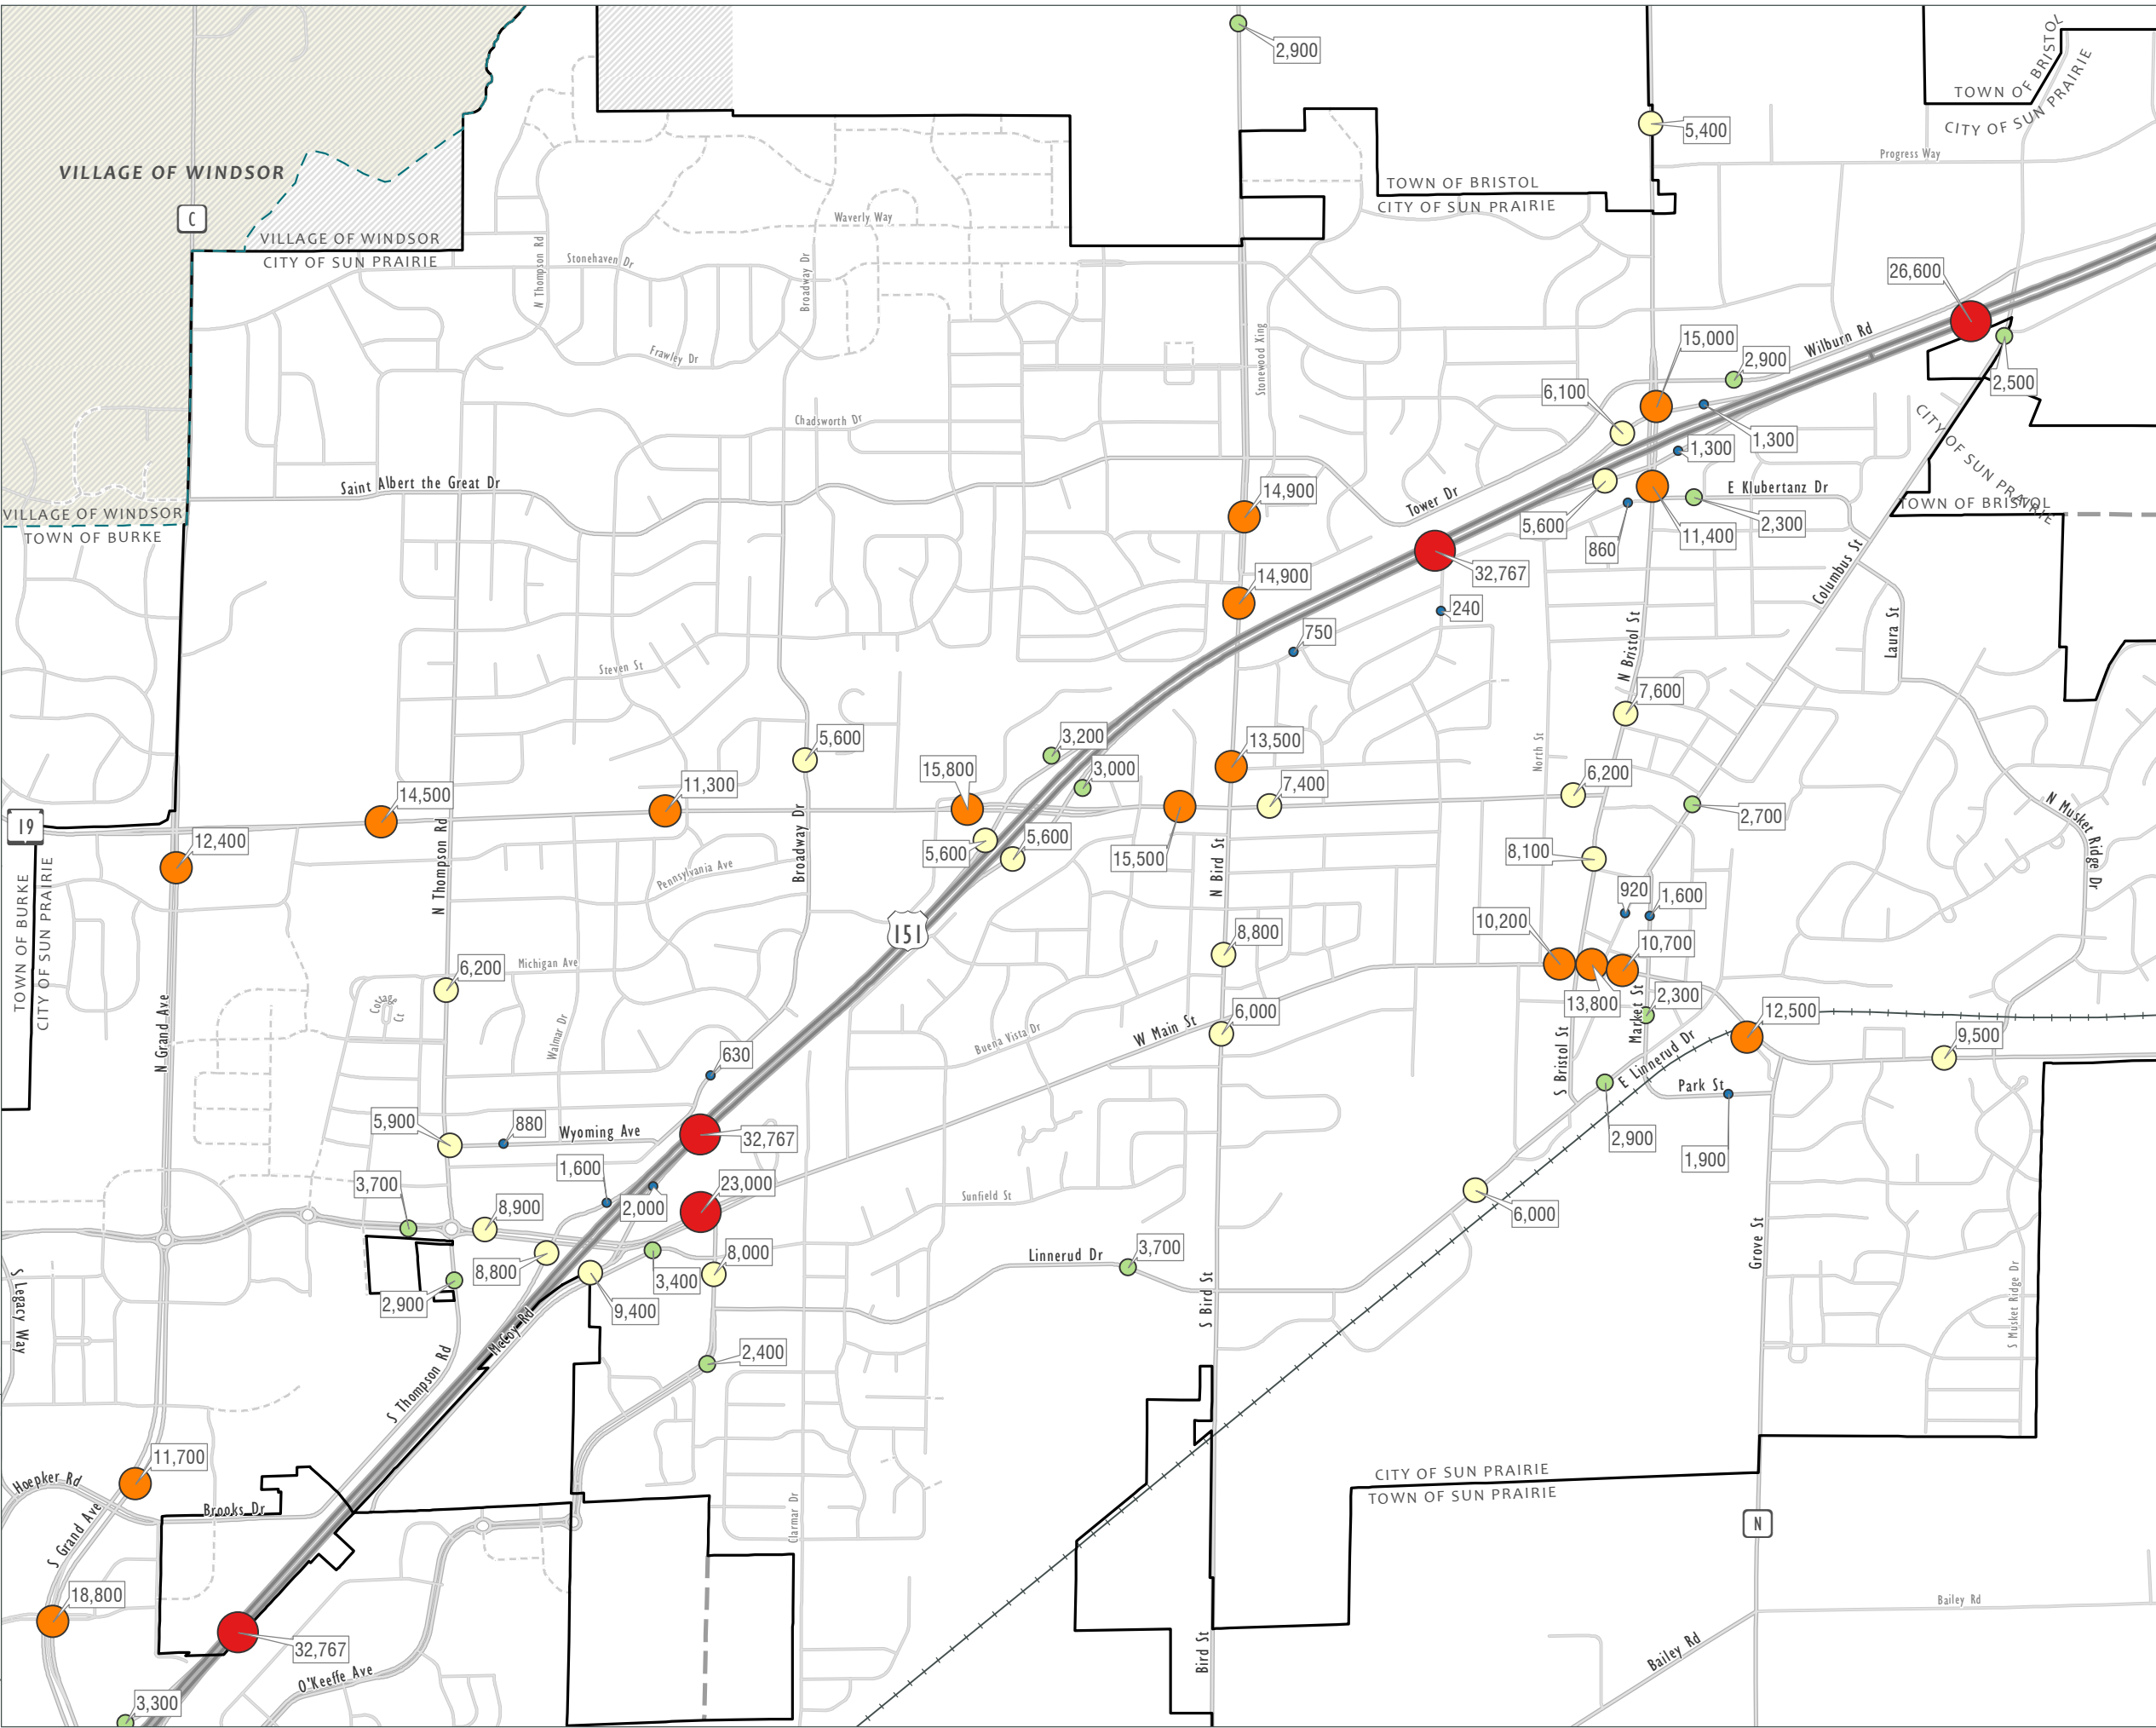 2,900
TOWN OF BRISTOL
CITY OF SUN PRAIRIE
5,400
Progress Way
VILLAGE OF WINDSOR
C
TOWN OF BRISTOL
CITY OF SUN PRAIRIE
Waverly Way
VILLAGE OF WINDSOR
CITY OF SUN PRAIRIE
N Thompson Rd
Stonehaven Dr
Broadway Dr
26,600
Stonewood Xing
15,000
Wilburn Rd
2,900
Frawley Dr
6,100
2,500
Chadsworth Dr
1,300
1,300
CITY OF SUN PRAIRIE
Saint Albert the Great Dr
14,900
Tower Dr
E Klubertanz Dr
TOWN OF BRISTOL
VILLAGE OF WINDSOR
TOWN OF BURKE
5,600
2,300
860
11,400
32,767
14,900
Columbus St
240
750
N Bristol St
Laura St
Steven St
7,600
5,600
3,200
13,500
North St
15,800
3,000
6,200
14,500
11,300
7,400
2,700
N Musket Ridge Dr
19
12,400
N Thompson Rd
Broadway Dr
5,600
5,600
15,500
N Bird St
8,100
Pennsylvania Ave
TOWN OF BURKE
CITY OF SUN PRAIRIE
920
1,600
151
10,200
8,800
10,700
Michigan Ave
6,200
N Grand Ave
Cottage Ct
13,800
2,300
Market St
6,000
12,500
W Main St
Buena Vista Dr
Walmar Dr
9,500
630
S Bristol St
E Linnerud Dr
Park St
5,900
880
Wyoming Ave
32,767
2,900
1,900
1,600
3,700
23,000
2,000
8,900
Sunfield St
6,000
8,800
8,000
3,400
Linnerud Dr
3,700
Grove St
S Legacy Way
2,900
9,400
McCoy Rd
S Bird St
S Musket Ridge Dr
2,400
S Thompson Rd
11,700
Hoepker Rd
Brooks Dr
S Grand Ave
Clarmar Dr
CITY OF SUN PRAIRIE
TOWN OF SUN PRAIRIE
N
18,800
32,767
Bird St
Bailey Rd
Bailey Rd
O'Keeffe Ave
3,300